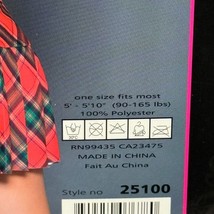 one size fits most
5' - 5'10" (90-165 lbs)
100% Polyester
RN99435 CA23475
MADE IN CHINA
Fait Au China
Style no 25100